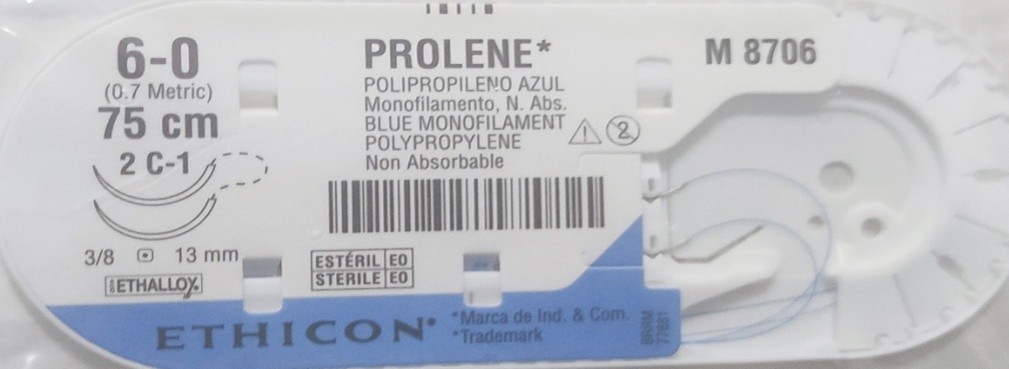 6-0
(0.7 Metric)
75 cm
2 C-1
3/8 13 mm
ETHALLOY
PROLENE*
POLIPROPILENO AZUL
Monofilamento, N. Abs.
BLUE MONOFILAMENT
POLYPROPYLENE
Non Absorbable
2
ESTÉRIL EO
STERILE EO
M 8706
ETHICON*
*Marca de Ind. & Com.
*Trademark